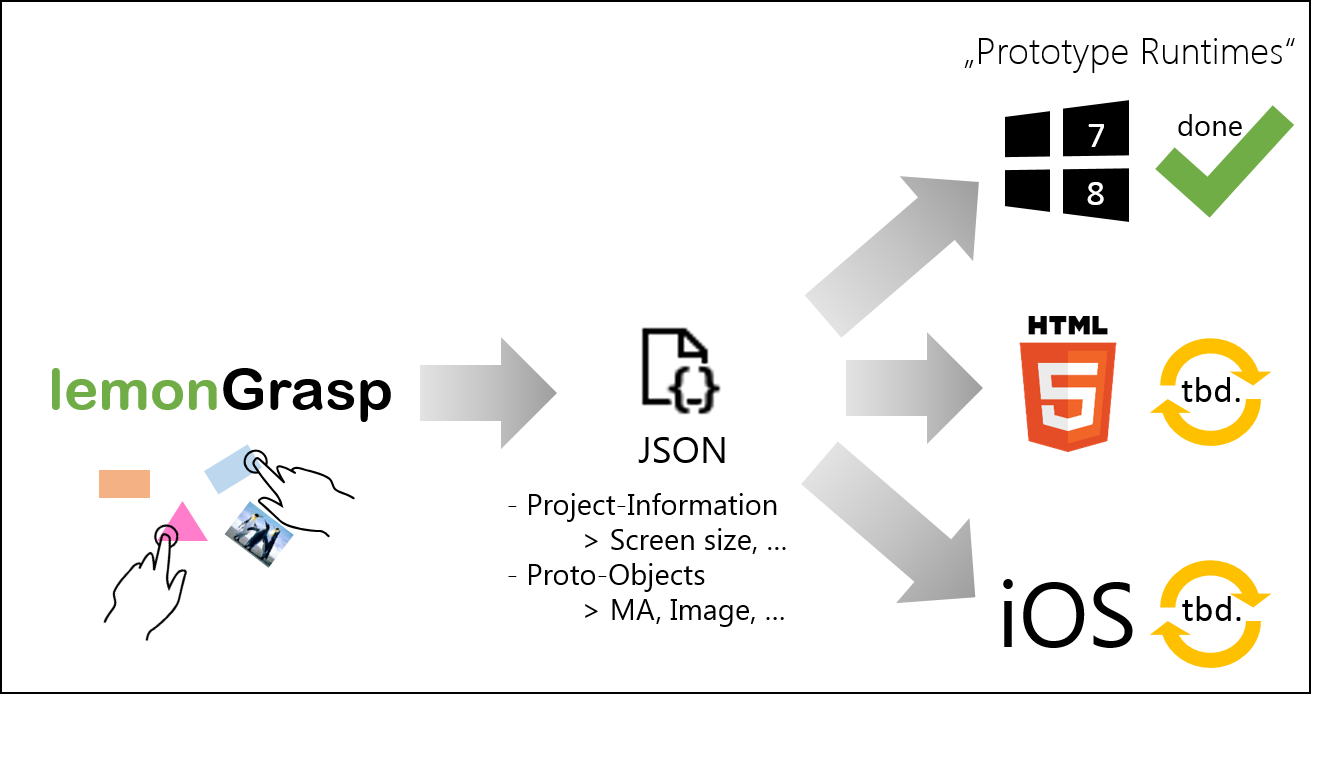 „Prototype Runtimes“
7
8
done
lemonGrasp
JSON
- Project-Information
> Screen size, ...
- Proto-Objects
> MA, Image, ...
HTML
5
tbd.
iOS
tbd.